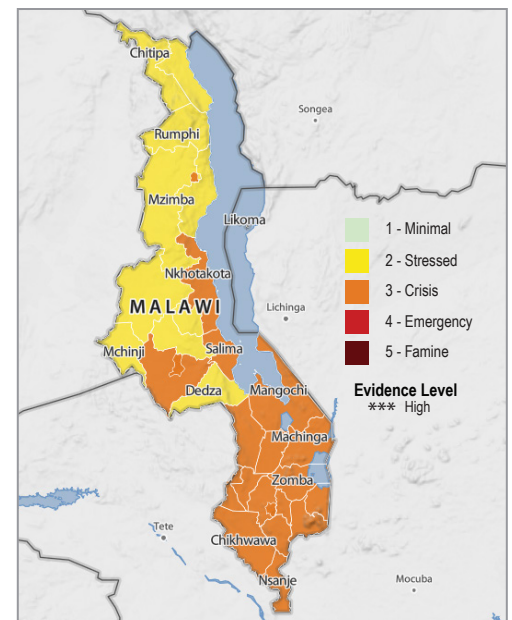 Chitipa
Songea
Rumphi
Mzimba
Likoma
1 - Minimal
2 - Stressed
Nkhotakota
3 - Crisis
MALAWI
Lichinga
4 - Emergency
Mchinji
Salima
5 - Famine
Dedza
Mangochi
Evidence Level
*** High
Machinga
Zomba
Tete
Chikhwawa
Nsanje
Mocuba